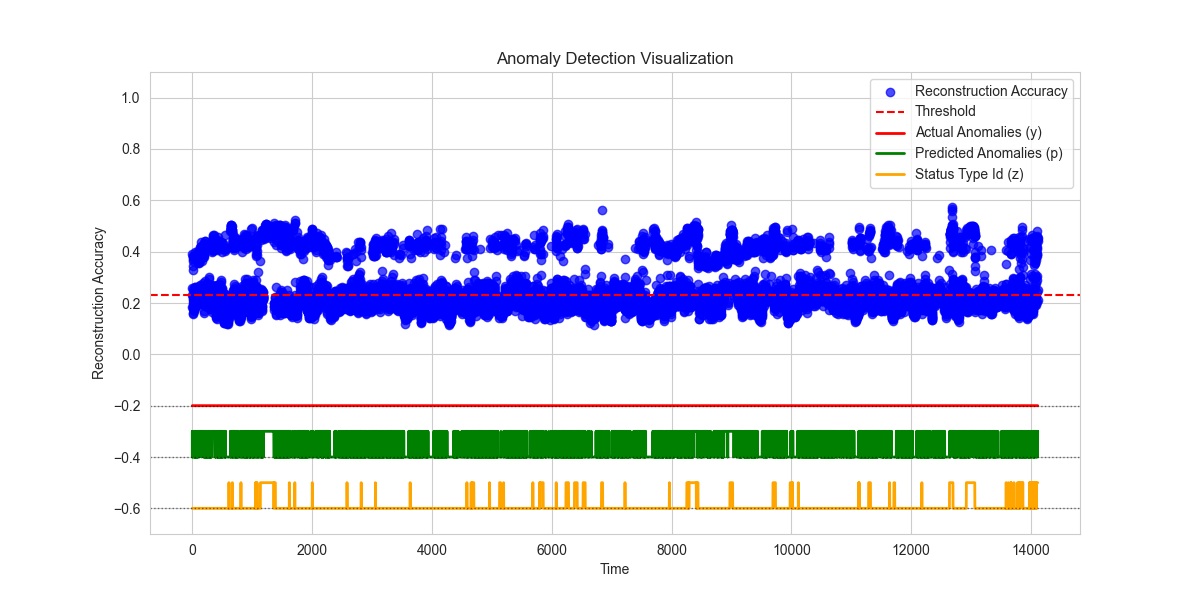 Anomaly Detection Visualization
Reconstruction Accuracy
Threshold
Actual Anomalies (y)
Predicted Anomalies (p)
Status Type Id (z)
Reconstruction Accuracy
1.0
0.8
0.6
0.4
0.2
0.0
−0.2
−0.4
−0.6
0
2000
4000
6000
8000
10000
12000
14000
Time